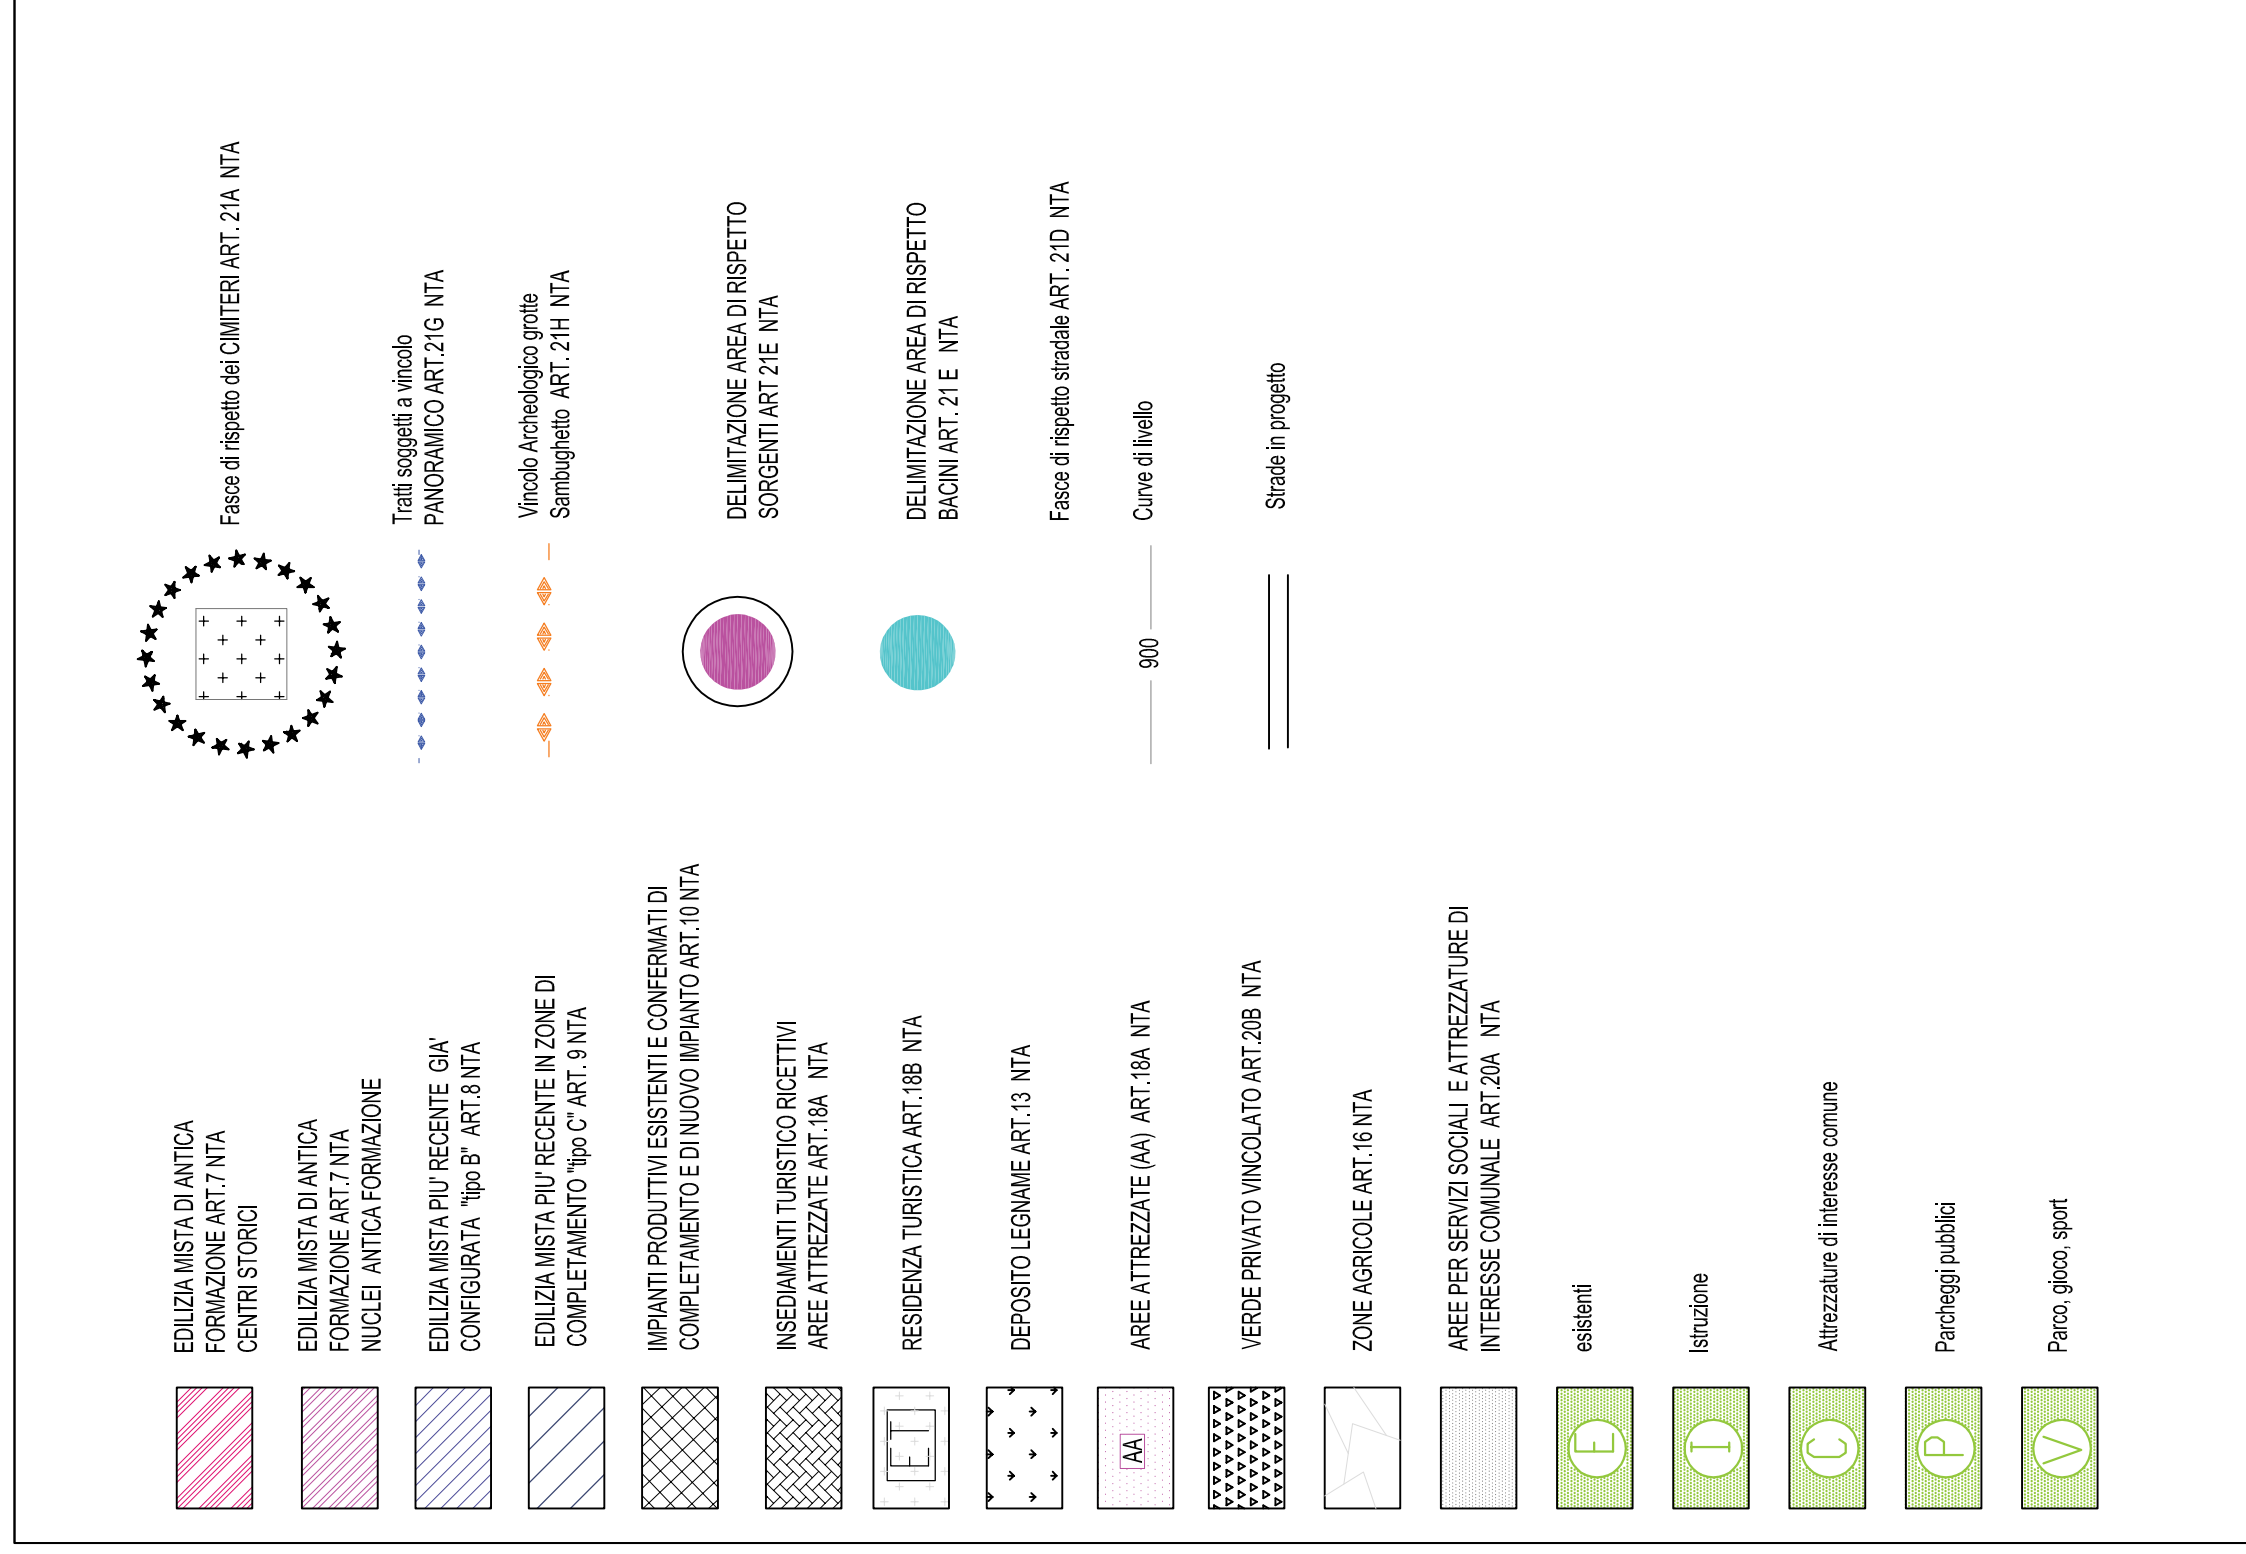 EDILIZIA MISTA DI ANTICA
FORMAZIONE ART.7 NTA
CENTRI STORICI
EDILIZIA MISTA DI ANTICA
FORMAZIONE ART.7 NTA
NUCLEI ANTICA FORMAZIONE
EDILIZIA MISTA PIU' RECENTE GIA'
CONFIGURATA "tipo B" ART.8 NTA
EDILIZIA MISTA PIU' RECENTE IN ZONE DI
COMPLETAMENTO "tipo C" ART. 9 NTA
IMPIANTI PRODUTTIVI ESISTENTI E CONFERMATI DI
COMPLETAMENTO E DI NUOVO IMPIANTO ART.10 NTA
INSEDIAMENTI TURISTICO RICETTIVI
AREE ATTREZZATE ART.18A NTA
RT
RESIDENZA TURISTICA ART.18B NTA
DEPOSITO LEGNAME ART.13 NTA
AA
AREE ATTREZZATE (AA) ART.18A NTA
VERDE PRIVATO VINCOLATO ART.20B NTA
ZONE AGRICOLE ART.16 NTA
AREE PER SERVIZI SOCIALI E ATTREZZATURE DI
INTERESSE COMUNALE ART.20A NTA
E
esistenti
I
Istruzione
C
Attrezzature di interesse comune
P
Parcheggi pubblici
V
Parco, gioco, sport
Fasce di rispetto dei CIMITERI ART. 21A NTA
Tratti soggetti a vincolo
PANORAMICO ART.21G NTA
Vincolo Archeologico grotte
Sambughetto ART. 21H NTA
DELIMITAZIONE AREA DI RISPETTO
SORGENTI ART 21E NTA
DELIMITAZIONE AREA DI RISPETTO
BACINI ART. 21 E NTA
Fasce di rispetto stradale ART. 21D NTA
900
Curve di livello
Strade in progetto